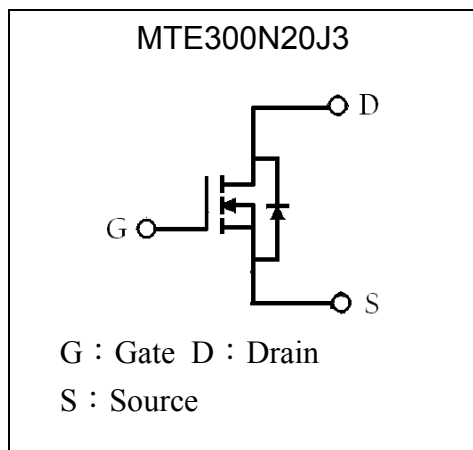 MTE300N20J3
D
G
S
G：Gate D：Drain
S：Source